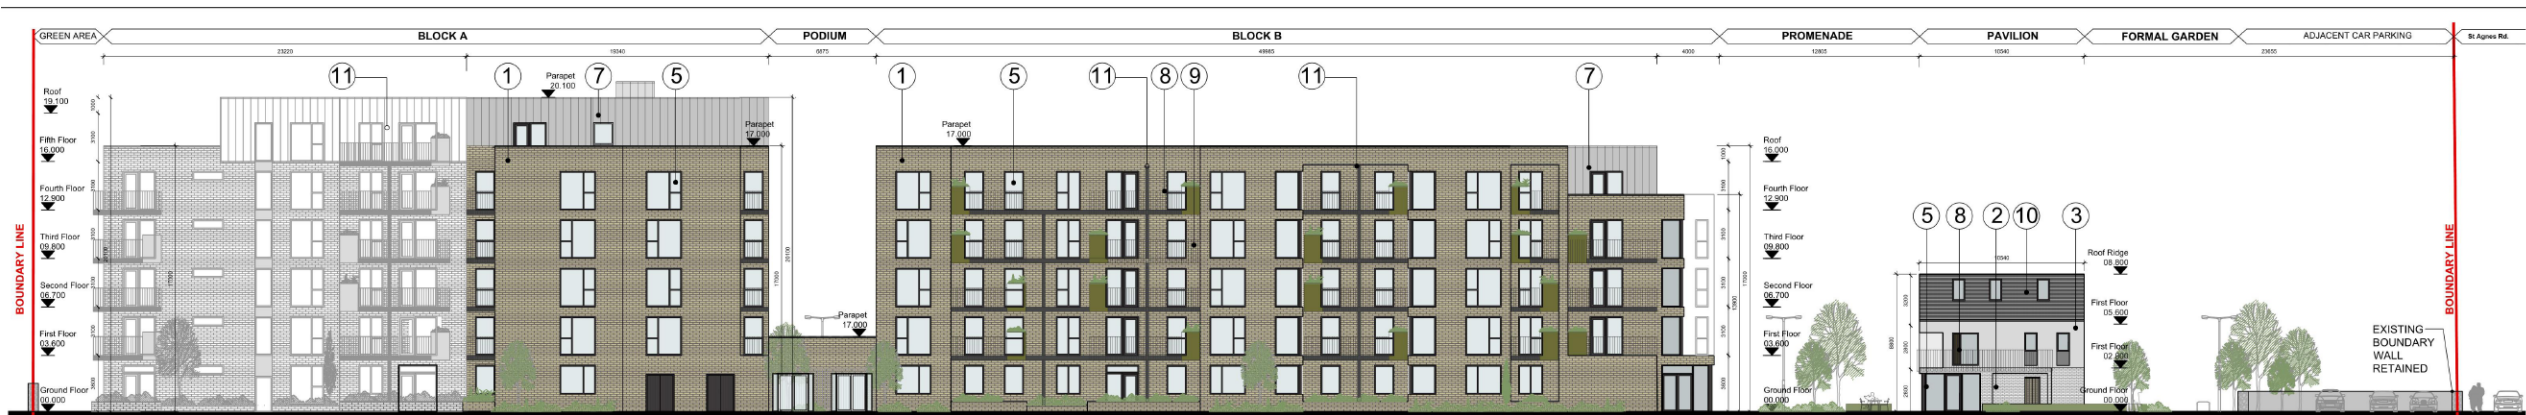 GREEN AREA
BLOCK A
PODIUM
BLOCK B
PROMENADE
PAVILION
FORMAL GARDEN
ADJACENT CAR PARKING
St Agnes Rd.
23220
19340
6875
4000
10540
11
1
7
5
1
5
11
8
9
11
7
Parapet
20.100
Parapet
17.000
Parapet
17.000
Parapet
17.000
Roof
19.100
Fifth Floor
16.000
Fourth Floor
12.900
Third Floor
09.800
Second Floor
06.700
First Floor
03.600
Ground Floor
00.000
BOUNDARY LINE
Roof
16.000
Fourth Floor
12.900
Third Floor
09.800
Second Floor
06.700
First Floor
03.600
Ground Floor
00.000
5
8
2
10
3
10540
Roof Ridge
08.800
First Floor
05.600
First Floor
Ground Floor
00.000
EXISTING
BOUNDARY
WALL
RETAINED
BOUNDARY LINE